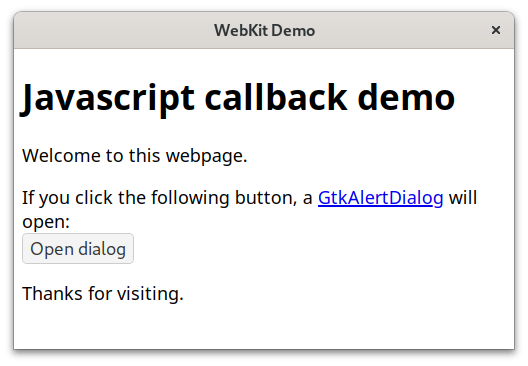 WebKit Demo
Javascript callback demo
Welcome to this webpage.
If you click the following button, a GtkAlertDialog will
open:
Open dialog
Thanks for visiting.